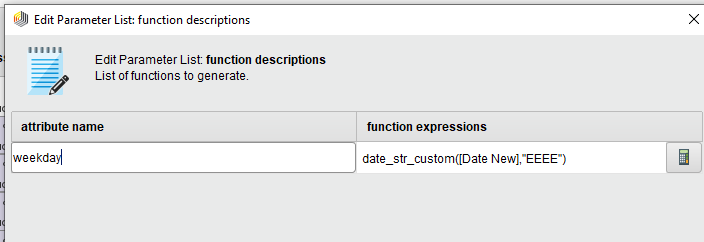 Edit Parameter List: function descriptions
Edit Parameter List: function descriptions
List of functions to generate.
attribute name
function expressions
weekday
date_str_custom([Date New],"EEEE")